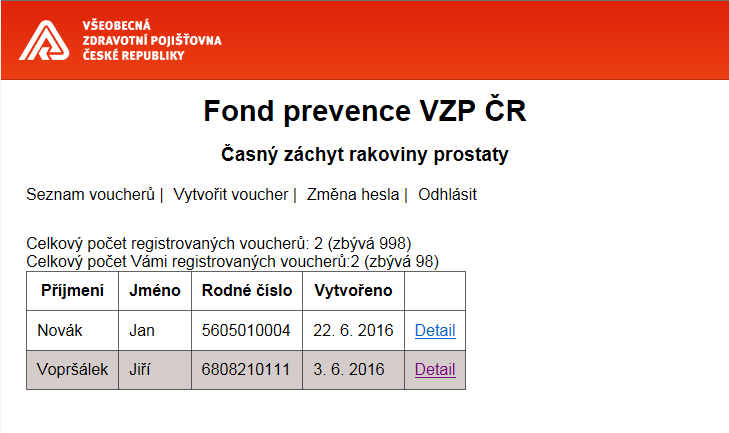 VŠEOBECNÁ
ZDRAVOTNÍ POJIŠŤOVNA
ČESKÉ REPUBLIKY
Fond prevence VZP ČR
Časný záchyt rakoviny prostaty
Seznam voucherů | Vytvořit voucher | Změna hesla | Odhlásit
Celkový počet registrovaných voucherů: 2 (zbývá 998)
Celkový počet Vámi registrovaných voucherů:2 (zbývá 98)
Příjmení Jméno Rodné číslo Vytvořeno
Novák Jan 5605010004 22. 6. 2016 Detail
Vopršálek Jiří 6808210111 3. 6. 2016 Detail